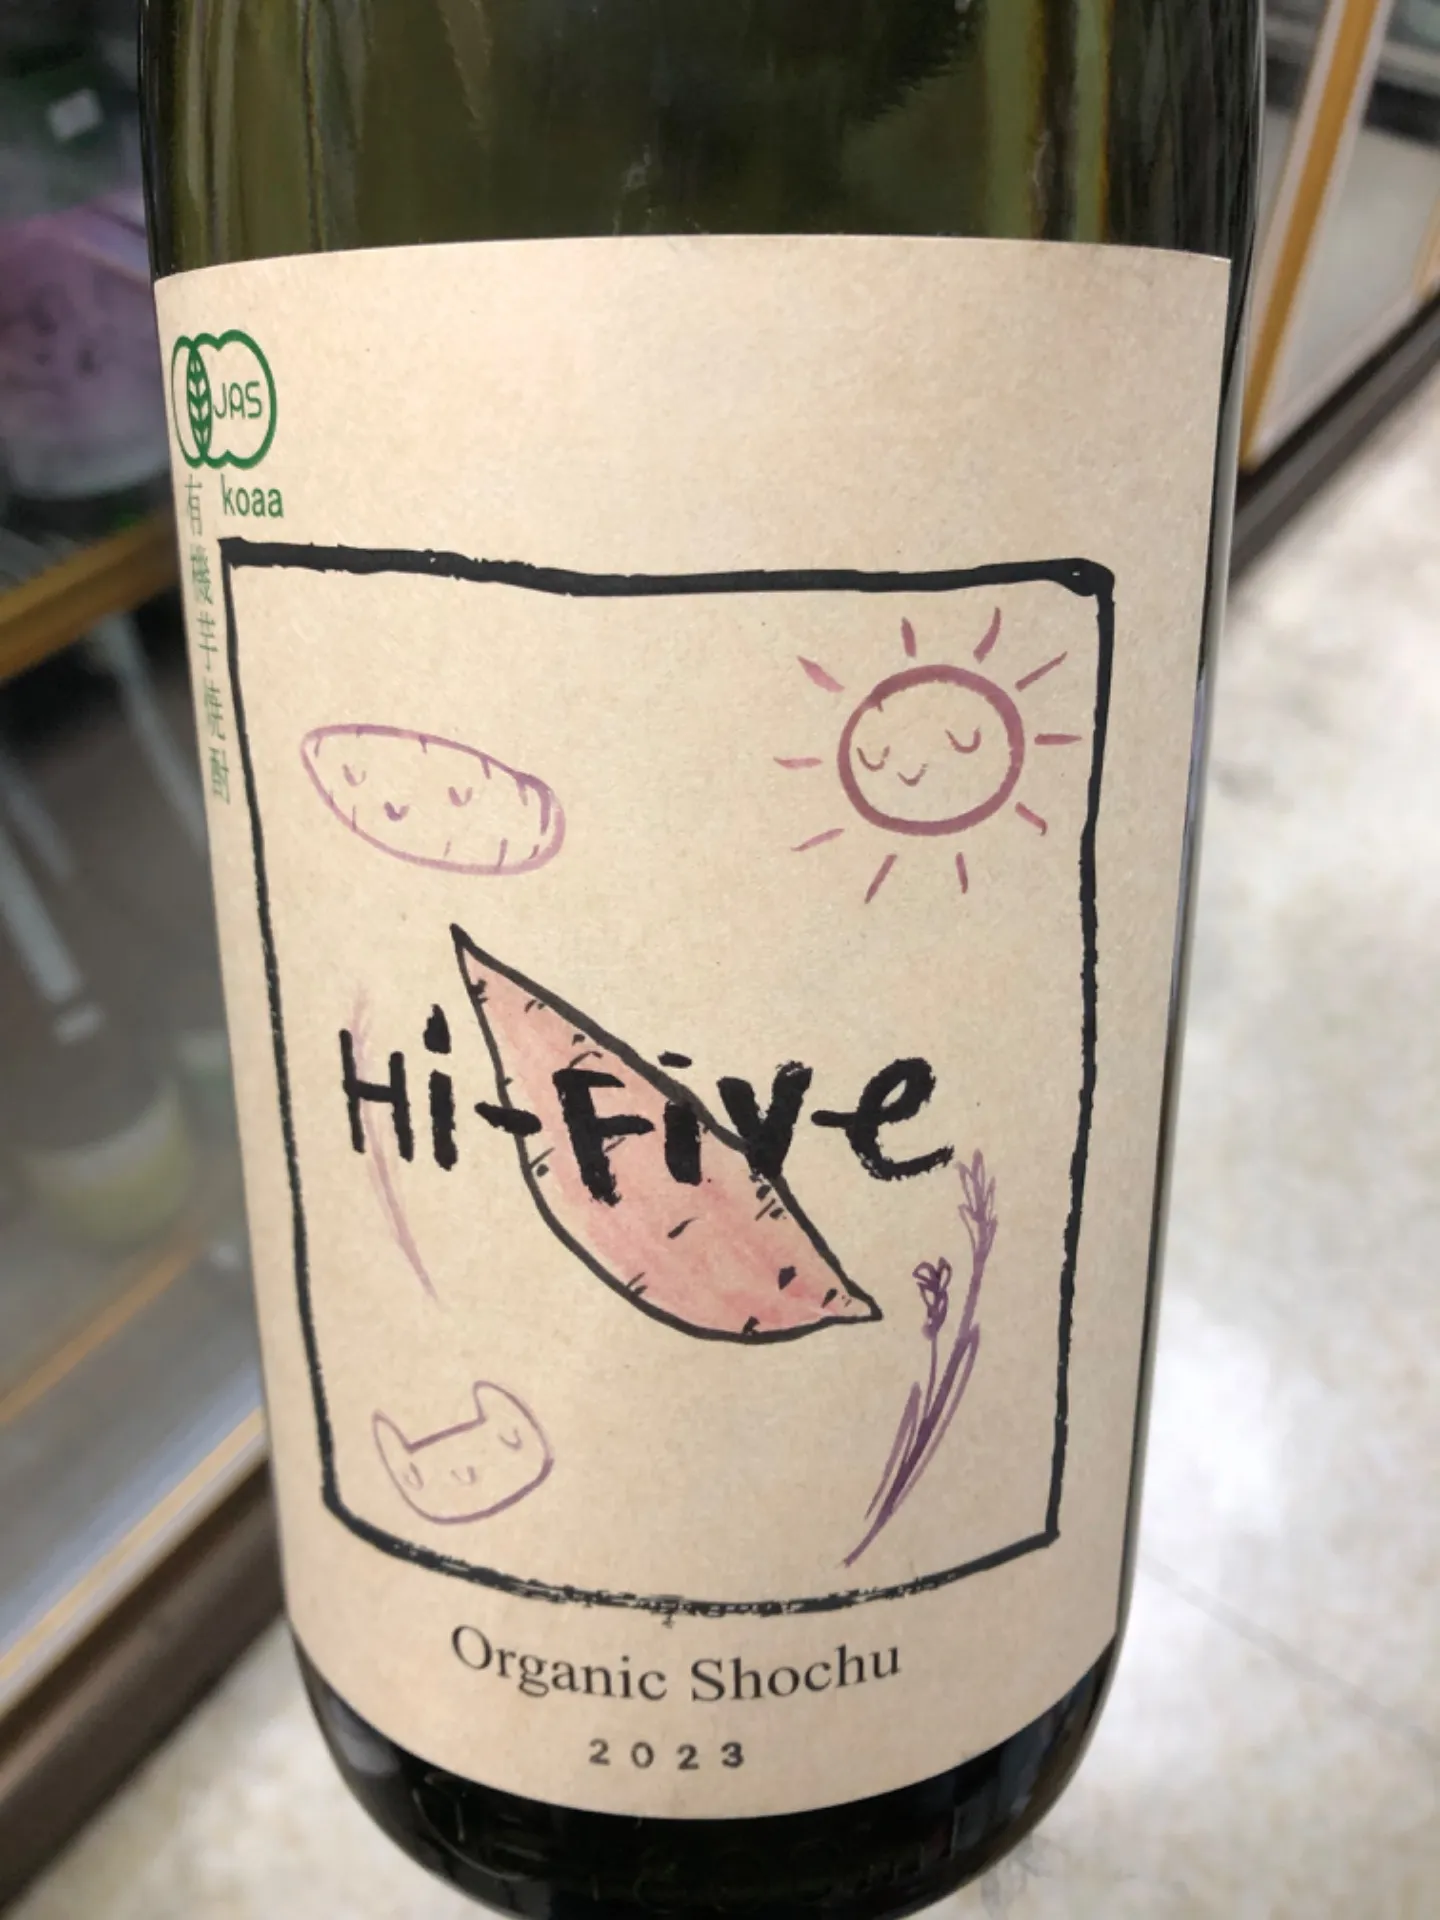 JAS
koaa
有機芋焼酎
Hi-Five
Organic Shochu
2023